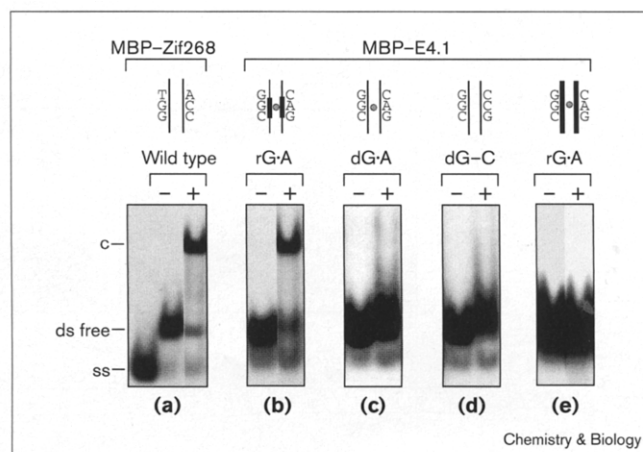 MBP–Zif268 MBP–E4.1
T A G C G C G C G C
G C G A G A G C G A
G C C G C G C G C G
Wild type rG·A dG·A dG–C rG·A
− + − + − + − + − +
c
ds free
ss
(a) (b) (c) (d) (e)
Chemistry & Biology